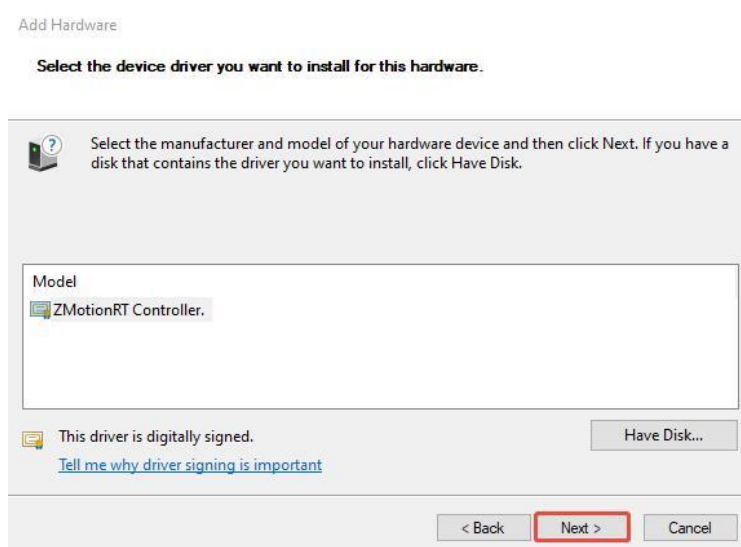 Add Hardware
Select the device driver you want to install for this hardware.
Select the manufacturer and model of your hardware device and then click Next. If you have a
disk that contains the driver you want to install, click Have Disk.
Model
ZMotionRT Controller.
This driver is digitally signed.
Have Disk...
Tell me why driver signing is important
< Back
Next >
Cancel